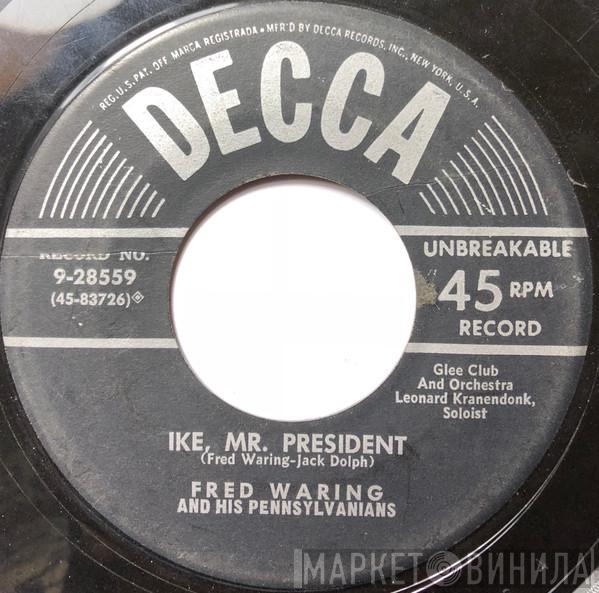 REG. U.S. PAT. OFF. MARCA REGISTRADA • MF'R'D BY DECCA RECORDS, INC., NEW YORK, U.S.A.
DECCA
RECORD NO.
9-28559
(45-83726)
UNBREAKABLE
45 RPM
RECORD
Glee Club
And Orchestra
Leonard Kranendonk,
Soloist
IKE, MR. PRESIDENT
(Fred Waring-Jack Dolph)
FRED WARING
AND HIS PENNSYLVANIANS
МАРКЕТ ВИНИЛА